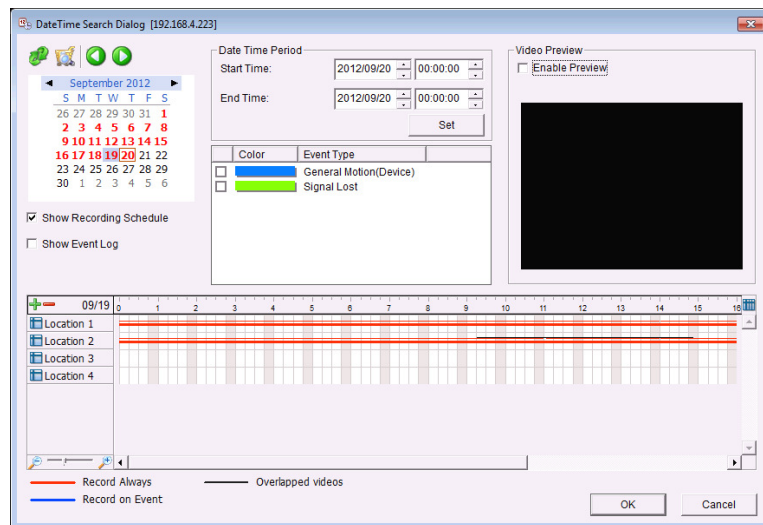 DateTime Search Dialog [192.168.4.223]
Date Time Period
Start Time: 2012/09/20 00:00:00
End Time: 2012/09/20 00:00:00
Set
Video Preview
Enable Preview
September 2012
S M T W T F S
26 27 28 29 30 31 1
2 3 4 5 6 7 8
9 10 11 12 13 14 15
16 17 18 19 20 21 22
23 24 25 26 27 28 29
30 1 2 3 4 5 6
Show Recording Schedule
Show Event Log
Color Event Type
General Motion(Device)
Signal Lost
09/19 0 1 2 3 4 5 6 7 8 9 10 11 12 13 14 15 16
Location 1
Location 2
Location 3
Location 4
Record Always
Overlapped videos
Record on Event
OK
Cancel